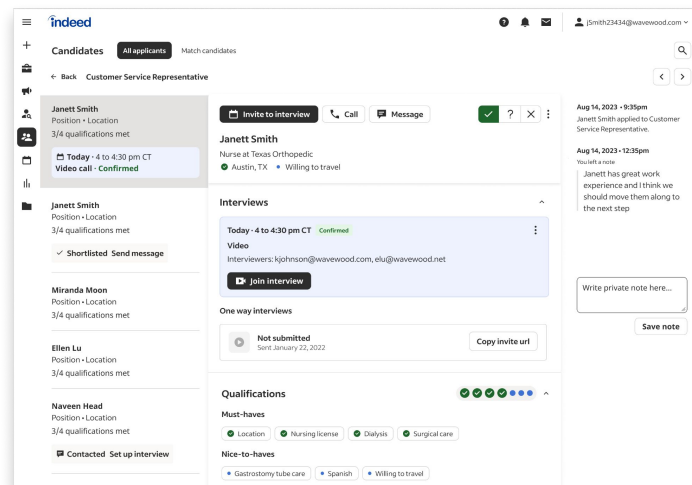 indeed
j5mith23434@wavewood.com
Candidates
All applicants
Match candidates
← Back Customer Service Representative
Janett Smith
Position • Location
3/4 qualifications met
Today · 4 to 4:30 pm CT
Video call · Confirmed
Janett Smith
Position • Location
3/4 qualifications met
Shortlisted Send message
Miranda Moon
Position • Location
3/4 qualifications met
Ellen Lu
Position • Location
3/4 qualifications met
Naveen Head
Position • Location
3/4 qualifications met
Contacted Set up interview
Invite to interview
Call
Message
?
Janett Smith
Nurse at Texas Orthopedic
Austin, TX • Willing to travel
Interviews
Today · 4 to 4:30 pm CT Confirmed
Video
Interviewers: kjohnson@wavewood.com, elu@wavewood.net
Join interview
One way interviews
Not submitted
Sent January 22, 2022
Copy invite url
Qualifications
Must-haves
Location
Nursing license
Dialysis
Surgical care
Nice-to-haves
• Gastrostomy tube care
• Spanish
• Willing to travel
Aug 14, 2023 • 9:35pm
Janett Smith applied to Customer
Service Representative.
Aug 14, 2023 • 12:35pm
You left a note
Janett has great work
experience and I think we
should move them along to
the next step
Write private note here...
Save note